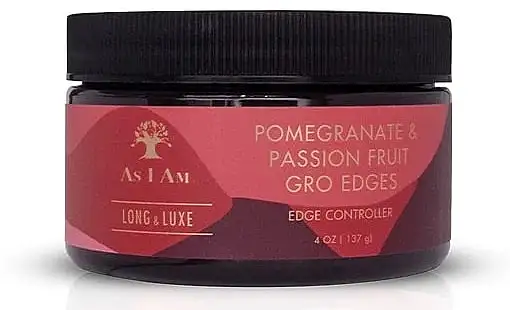 As I Am
LONG & LUXE
POMEGRANATE &
PASSION FRUIT
GRO EDGES
EDGE CONTROLLER
4 OZ ( 137 g)